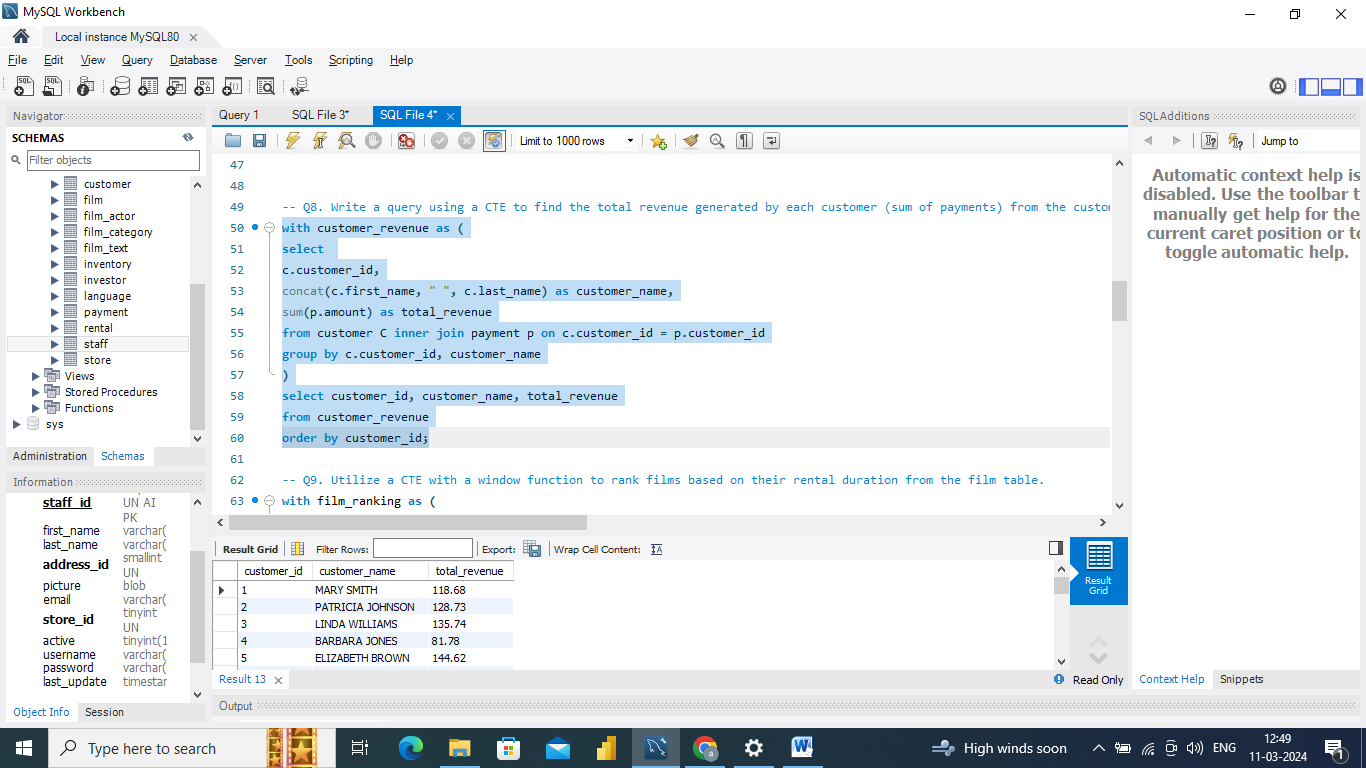 MySQL Workbench
Local instance MySQL80
File Edit View Query Database Server Tools Scripting Help
Navigator
SCHEMAS
Filter objects
customer
film
film_actor
film_category
film_text
inventory
investor
language
payment
rental
staff
store
Views
Stored Procedures
Functions
sys
Administration Schemas
Information
staff_id UN AI
PK
first_name varchar(
last_name varchar(
address_id smallint
UN
picture blob
email varchar(
store_id tinyint
UN
active tinyint(1
username varchar(
password varchar(
last_update timestar
Object Info Session
Query 1 SQL File 3* SQL File 4*
Limit to 1000 rows
47
48
49 -- Q8. Write a query using a CTE to find the total revenue generated by each customer (sum of payments) from the custor
50 with customer_revenue as (
51 select
52 c.customer_id,
53 concat(c.first_name, " ", c.last_name) as customer_name,
54 sum(p.amount) as total_revenue
55 from customer C inner join payment p on c.customer_id = p.customer_id
56 group by c.customer_id, customer_name
57 )
58 select customer_id, customer_name, total_revenue
59 from customer_revenue
60 order by customer_id;
61
62 -- Q9. Utilize a CTE with a window function to rank films based on their rental duration from the film table.
63 with film_ranking as (
Result Grid Filter Rows: Export: Wrap Cell Content: IA
customer_id customer_name total_revenue
1 MARY SMITH 118.68
2 PATRICIA JOHNSON 128.73
3 LINDA WILLIAMS 135.74
4 BARBARA JONES 81.78
5 ELIZABETH BROWN 144.62
Result
Grid
Result 13
Read Only
Output
SQLAdditions
Jump to
Automatic context help is
disabled. Use the toolbar t
manually get help for the
current caret position or to
toggle automatic help.
Context Help Snippets
Type here to search
High winds soon
ENG
12:49
11-03-2024
1